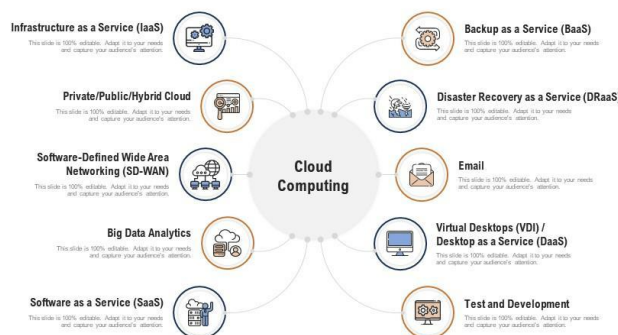 Infrastructure as a Service (IaaS)
This slide is 100% editable. Adapt it to your needs
and capture your audience's attention.
Private/Public/Hybrid Cloud
This slide is 100% editable. Adapt it to your needs
and capture your audience's attention.
Software-Defined Wide Area
Networking (SD-WAN)
This slide is 100% editable. Adapt it to your needs
and capture your audience's attention.
Big Data Analytics
This slide is 100% editable. Adapt it to your needs
and capture your audience's attention.
Software as a Service (SaaS)
This slide is 100% editable. Adapt it to your needs
and capture your audience's attention.
Cloud
Computing
Backup as a Service (BaaS)
This slide is 100% editable. Adapt it to your needs
and capture your audience's attention.
Disaster Recovery as a Service (DRaaS
This slide is 100% editable. Adapt it to your needs
and capture your audience's attention.
Email
This slide is 100% editable. Adapt it to your needs
and capture your audience's attention.
Virtual Desktops (VDI) /
Desktop as a Service (DaaS)
This slide is 100% editable. Adapt it to your needs
and capture your audience's attention.
Test and Development
This slide is 100% editable. Adapt it to your needs
and capture your audience's attention.